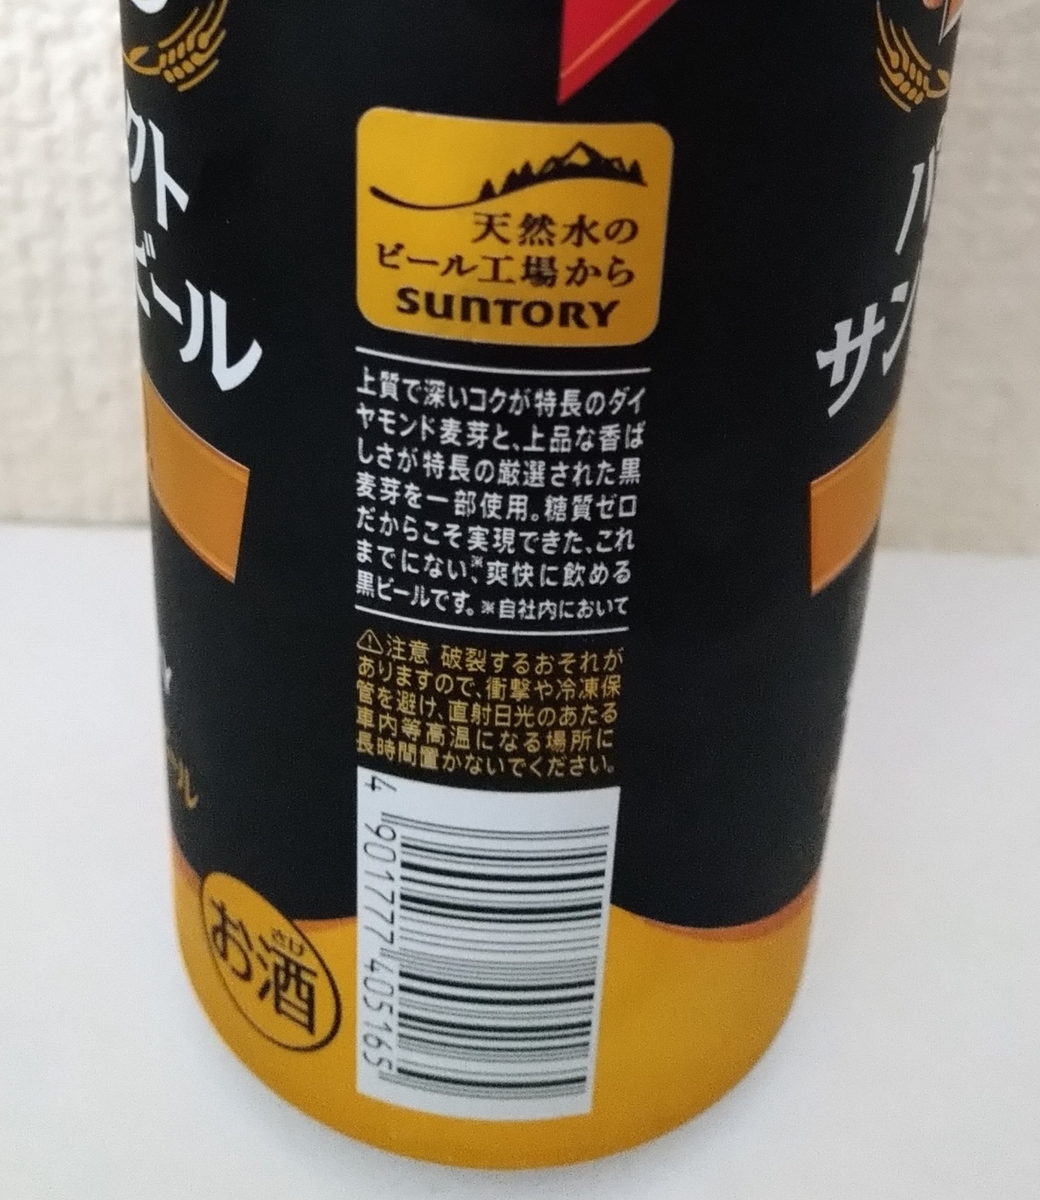 クト
ビール
天然水の
ビール工場から
SUNTORY
サン
上質で深いコクが特長のダイ
ヤモンド麦芽と、上品な香ば
しさが特長の厳選された黒
麦芽を一部使用。糖質ゼロ
だからこそ実現できた、これ
までにない※、爽快に飲める
黒ビールです。※自社内において
⚠注意 破裂するおそれが
ありますので、衝撃や冷凍保
管を避け、直射日光のあたる
車内等高温になる場所に
長時間置かないでください。
4 901777 405165
お酒
さけ